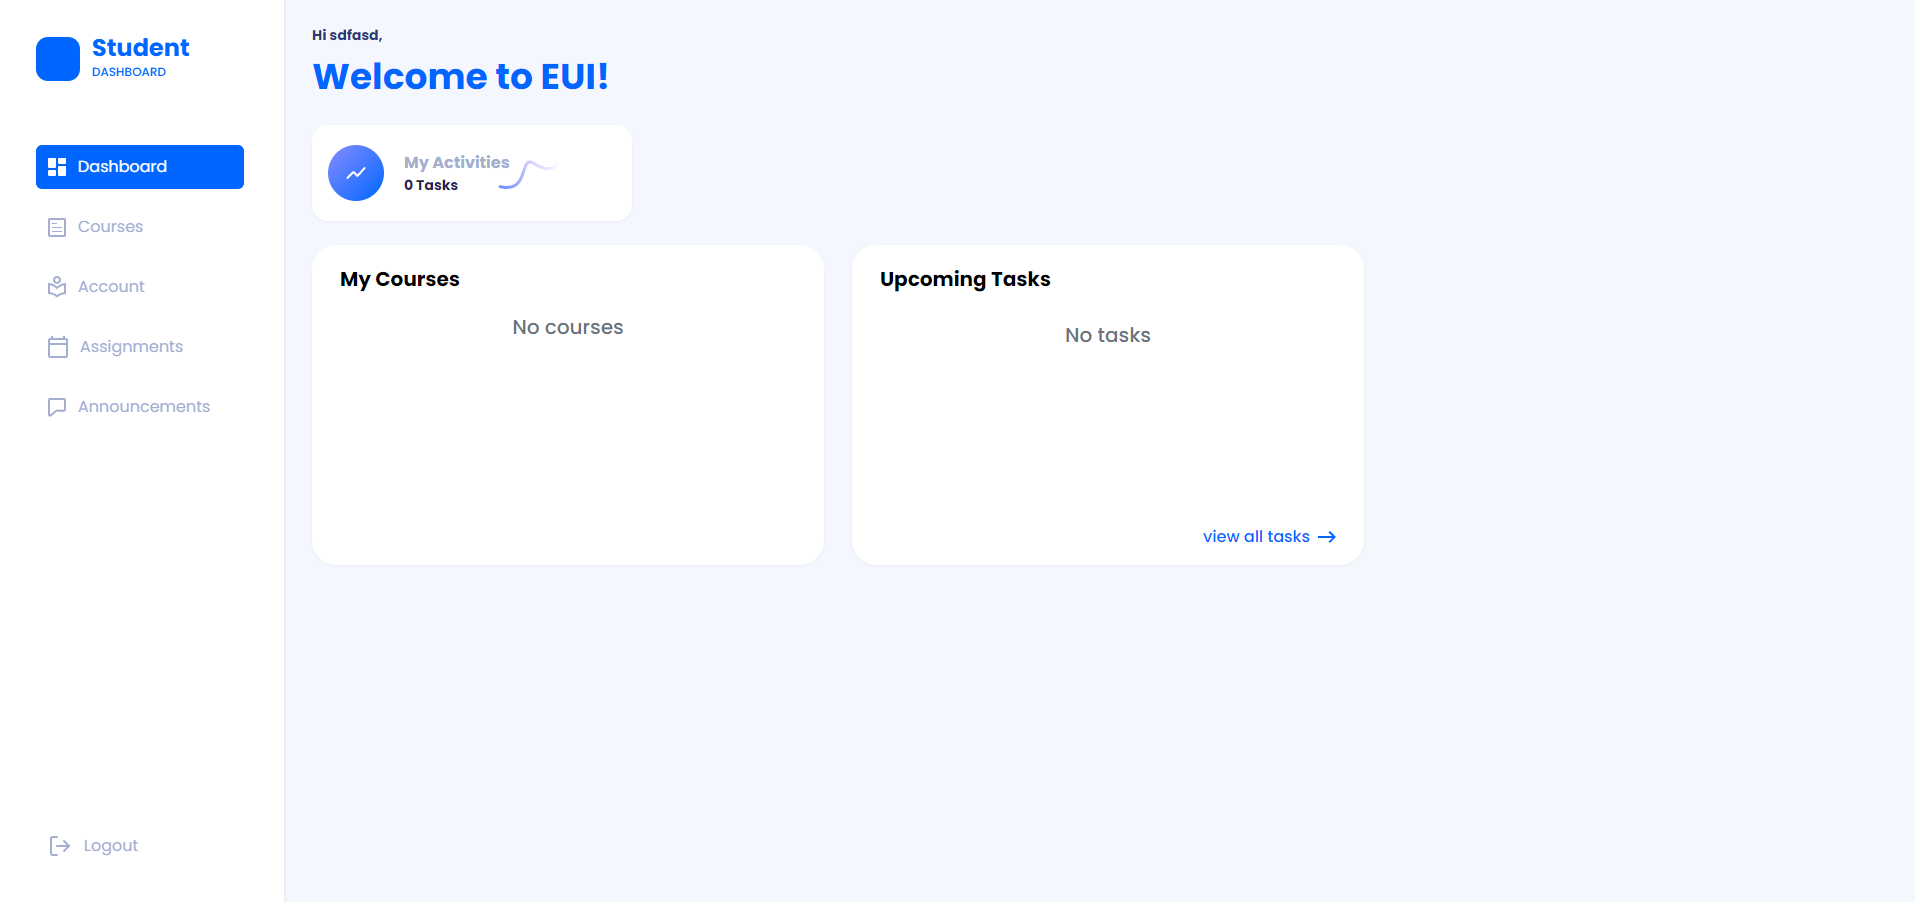 Student
DASHBOARD
Dashboard
Courses
Account
Assignments
Announcements
Logout
Hi sdfasd,
Welcome to EUI!
My Activities
0 Tasks
My Courses
No courses
Upcoming Tasks
No tasks
view all tasks